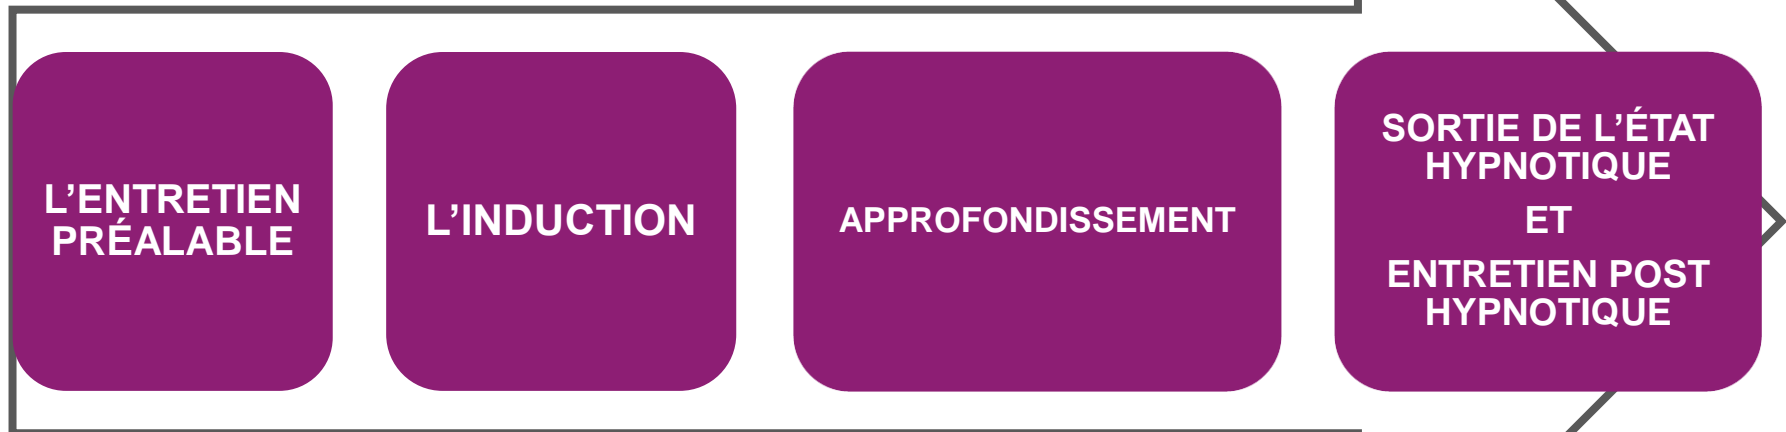 L’ENTRETIEN
PRÉALABLE
L’INDUCTION
APPROFONDISSEMENT
SORTIE DE L’ÉTAT
HYPNOTIQUE
ET
ENTRETIEN POST
HYPNOTIQUE